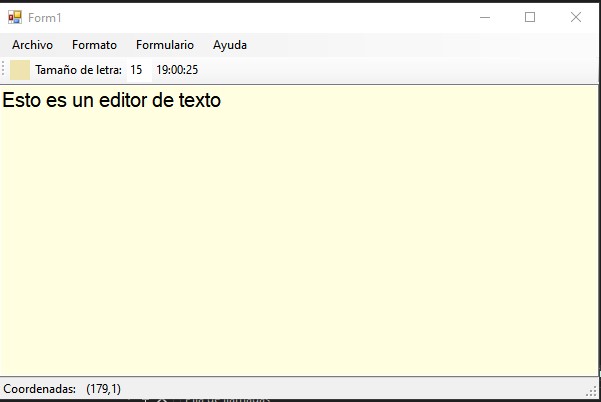 Form1
Archivo Formato Formulario Ayuda
Tamaño de letra: 15 19:00:25
Esto es un editor de texto
Coordenadas: (179,1)